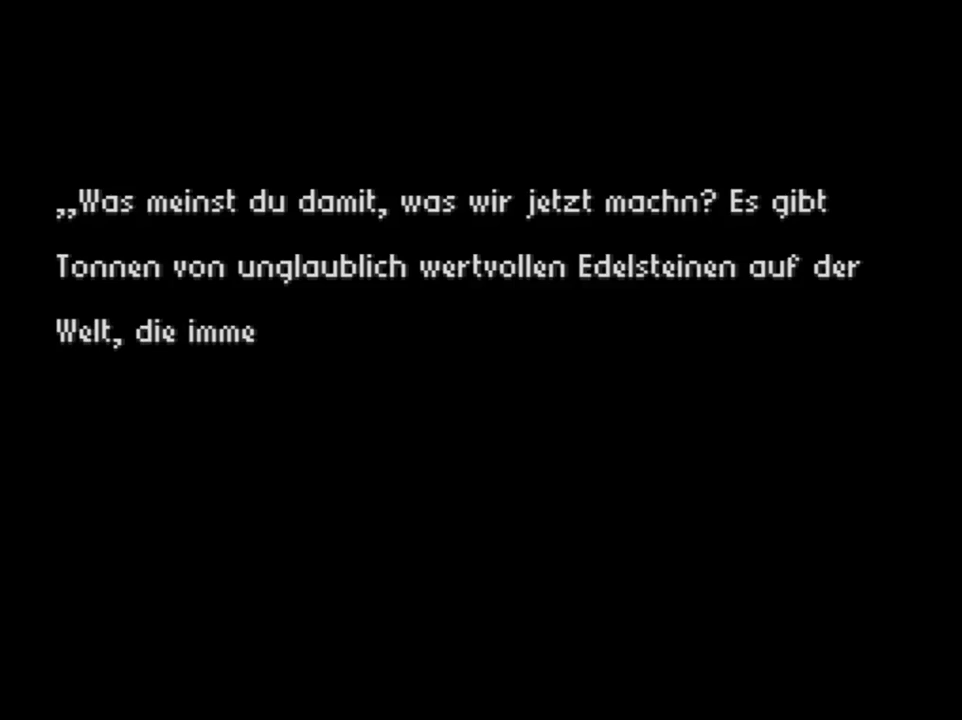 „Was meinst du damit, was wir jetzt machn? Es gibt
Tonnen von unglaublich wertvollen Edelsteinen auf der
Welt, die imme